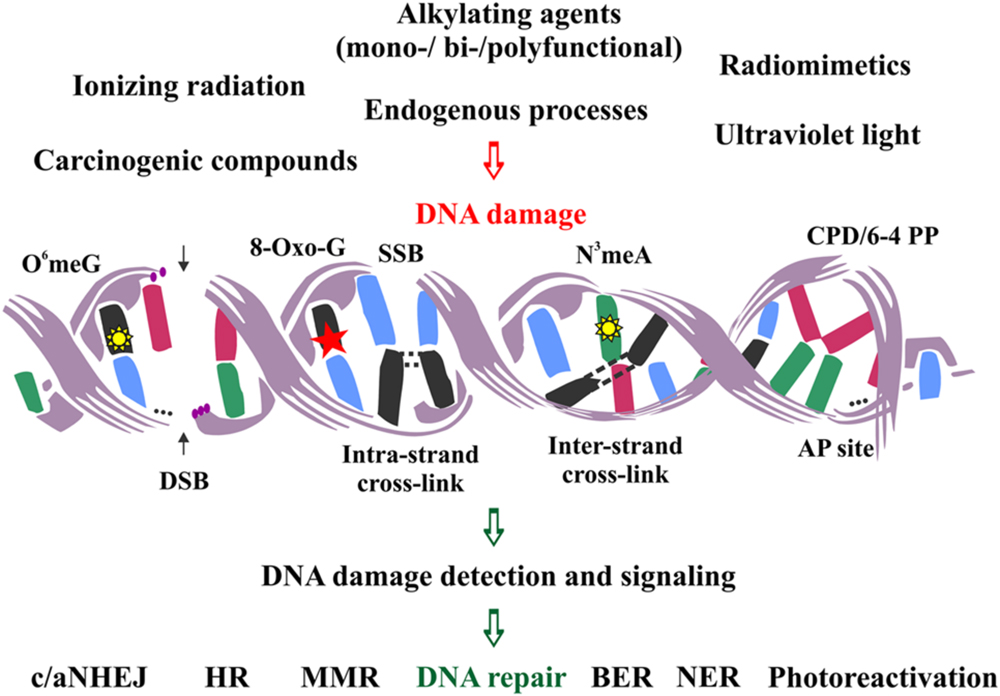 Alkylating agents
(mono-/ bi-/polyfunctional)
Radiomimetics
Ionizing radiation
Endogenous processes
Ultraviolet light
Carcinogenic compounds
DNA damage
O⁶meG
8-Oxo-G
SSB
N³meA
CPD/6-4 PP
DSB
Intra-strand
cross-link
Inter-strand
cross-link
AP site
DNA damage detection and signaling
c/aNHEJ HR MMR DNA repair BER NER Photoreactivation